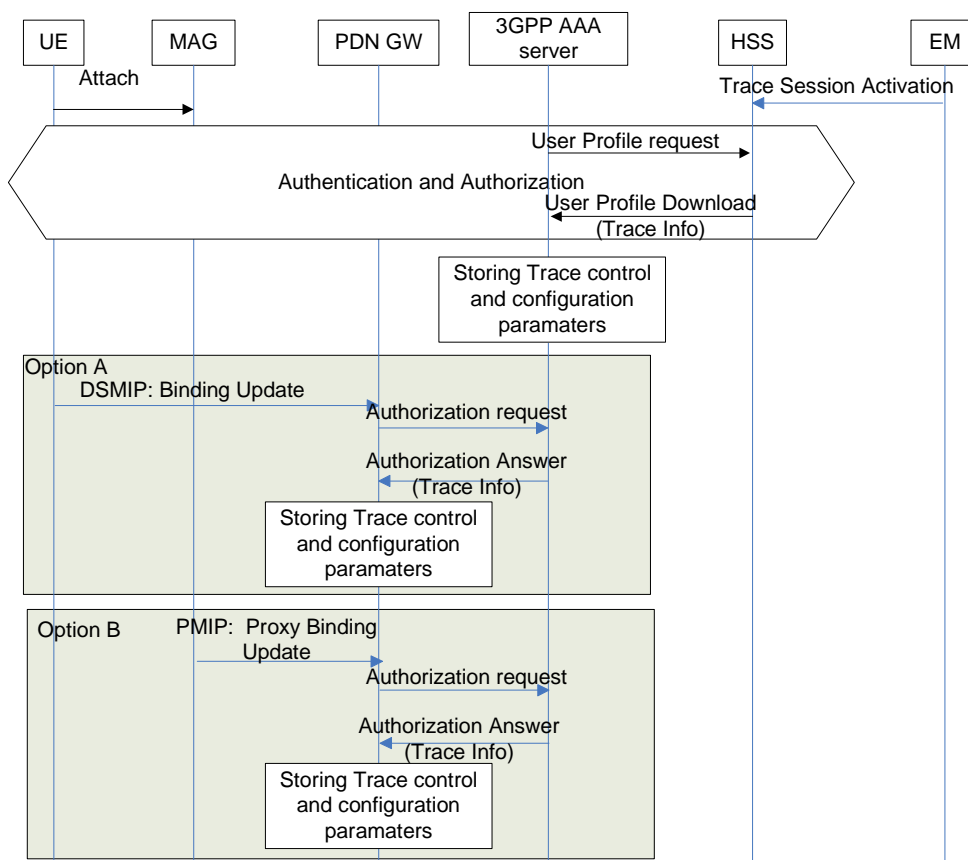 UE
MAG
PDN GW
3GPP AAA
server
HSS
EM
Attach
Trace Session Activation
User Profile request
Authentication and Authorization
User Profile Download
(Trace Info)
Storing Trace control
and configuration
paramaters
Option A
DSMIP: Binding Update
Authorization request
Authorization Answer
(Trace Info)
Storing Trace control
and configuration
paramaters
Option B
PMIP: Proxy Binding
Update
Authorization request
Authorization Answer
(Trace Info)
Storing Trace control
and configuration
paramaters